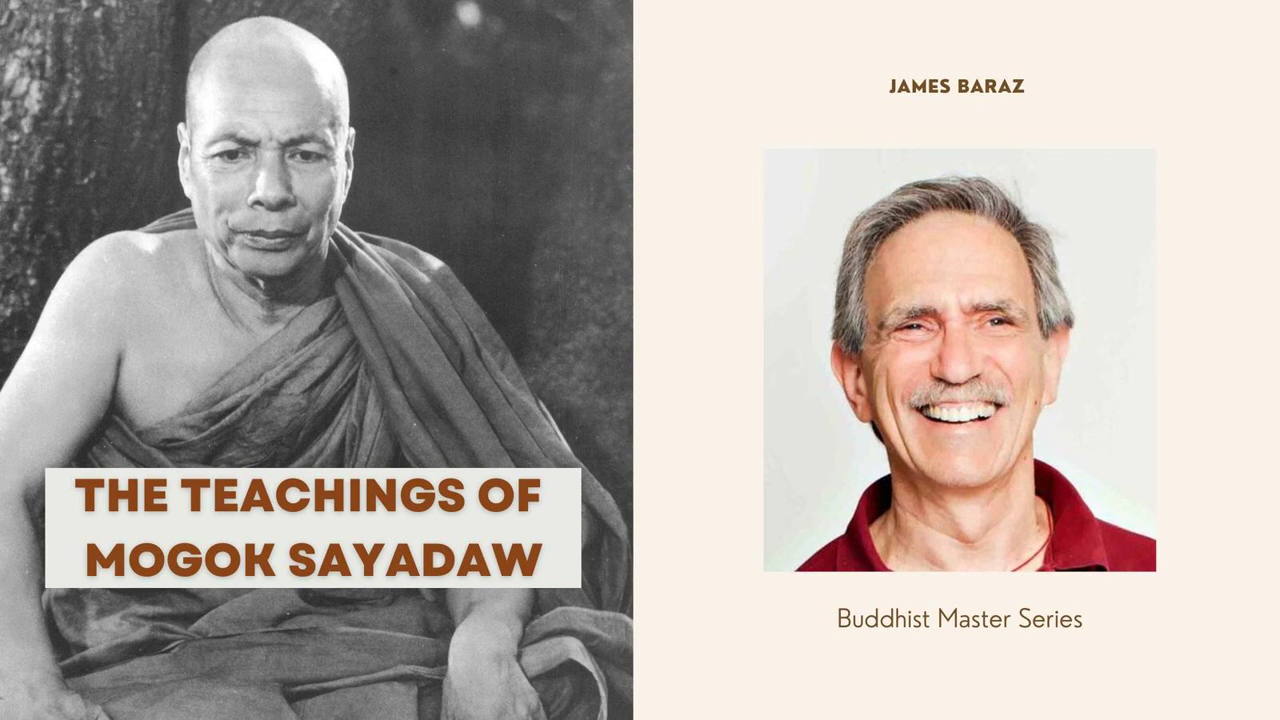 THE TEACHINGS OF
MOGOK SAYADAW
JAMES BARAZ
Buddhist Master Series